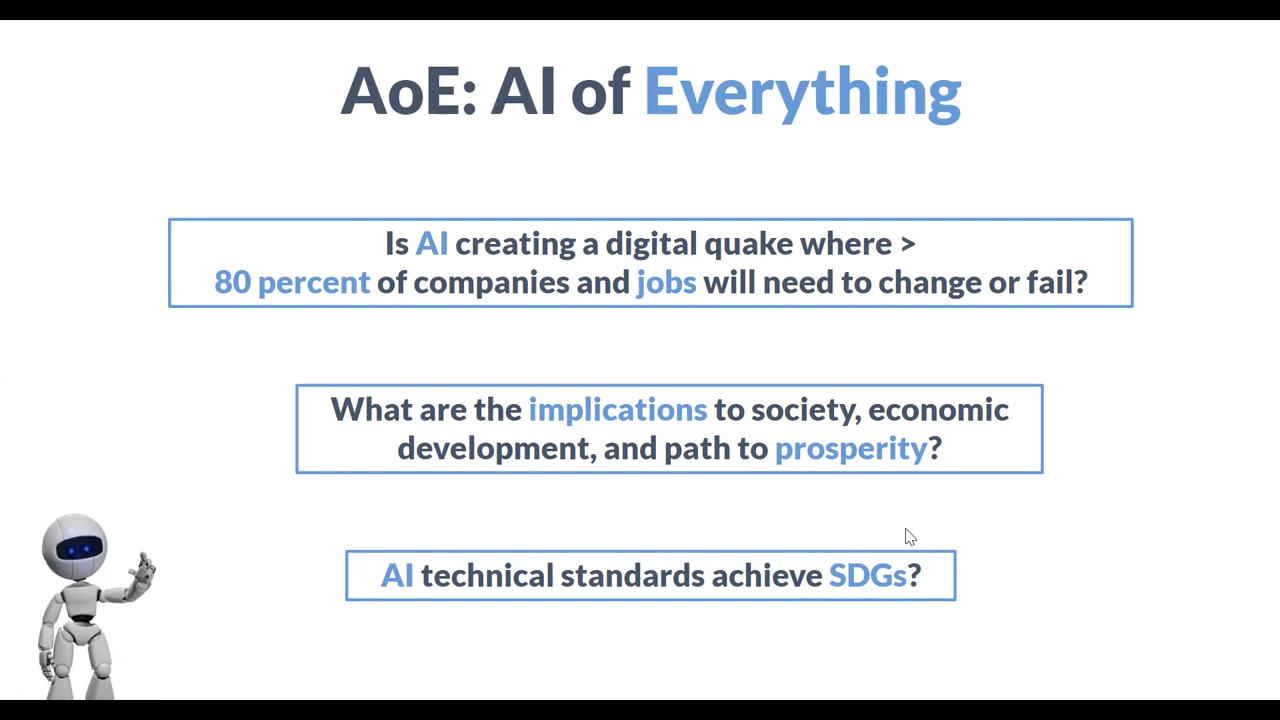 AoE: AI of Everything
Is AI creating a digital quake where >
80 percent of companies and jobs will need to change or fail?
What are the implications to society, economic
development, and path to prosperity?
AI technical standards achieve SDGs?